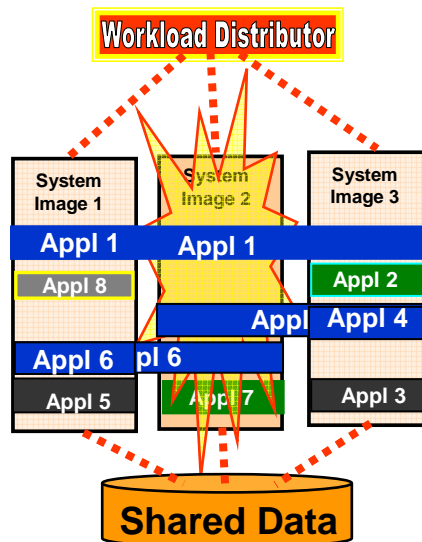 Workload Distributor
System
Image 1
System
Image 2
System
Image 3
Appl 1
Appl 1
Appl 8
Appl 2
Appl
Appl 4
Appl 6
pl 6
Appl 5
Appl 7
Appl 3
Shared Data